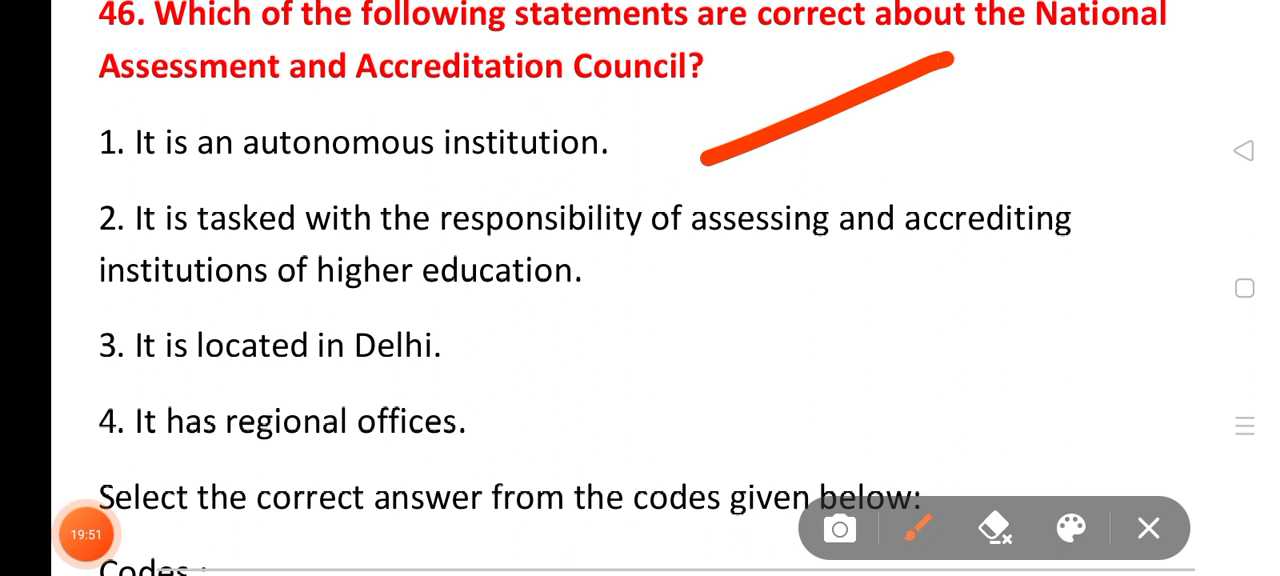 46. Which of the following statements are correct about the National
Assessment and Accreditation Council?
1. It is an autonomous institution.
2. It is tasked with the responsibility of assessing and accrediting
institutions of higher education.
3. It is located in Delhi.
4. It has regional offices.
Select the correct answer from the codes given below:
19:51
Codes :